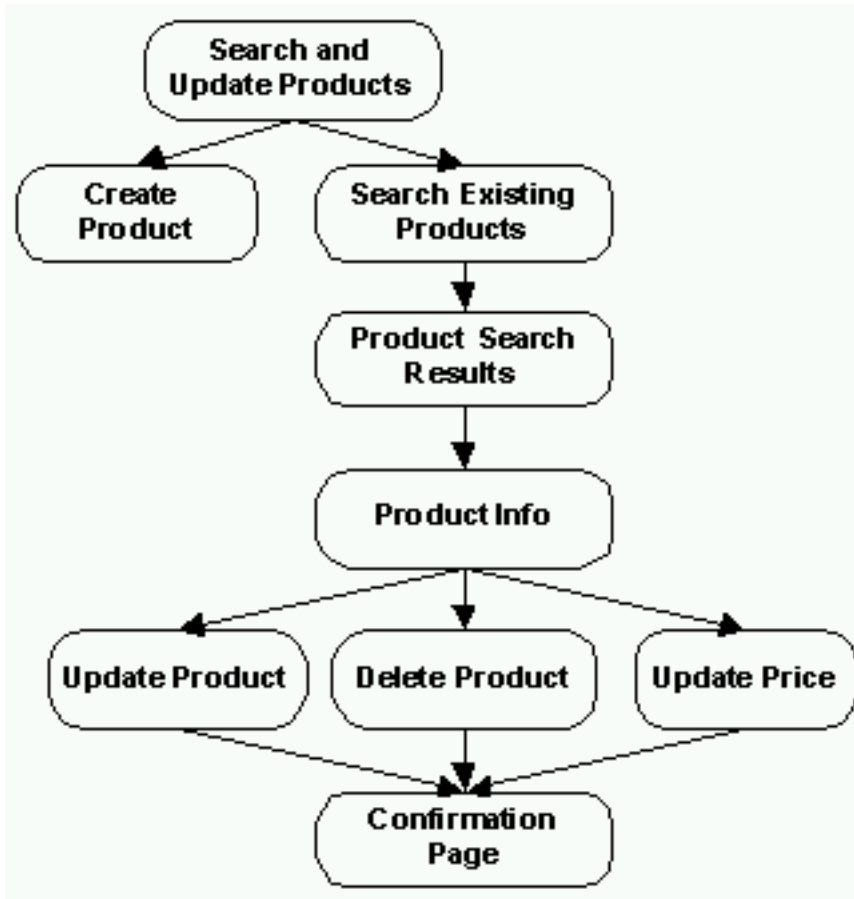 Search and
Update Products
Create
Product
Search Existing
Products
Product Search
Results
Product Info
Update Product
Delete Product
Update Price
Confirmation
Page